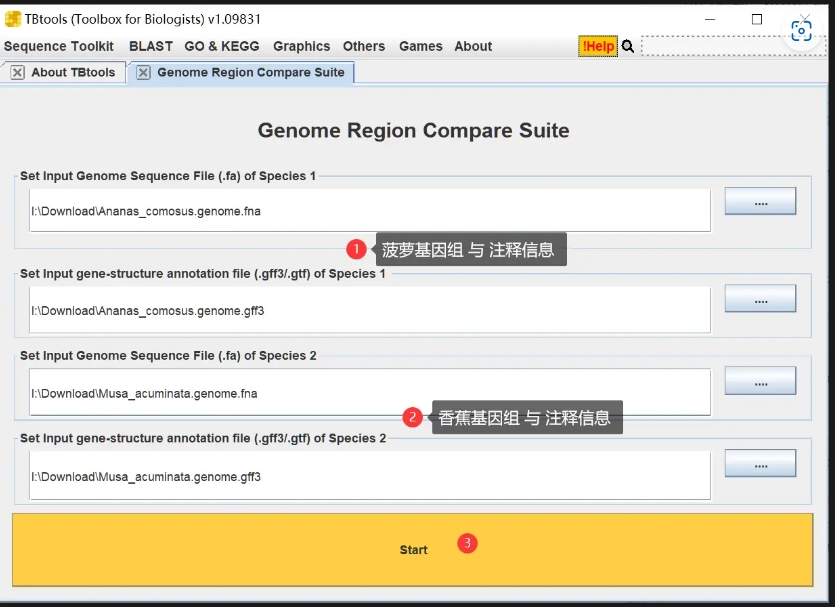 TBtools (Toolbox for Biologists) v1.09831
Sequence Toolkit BLAST GO & KEGG Graphics Others Games About !Help
About TBtools Genome Region Compare Suite
Genome Region Compare Suite
Set Input Genome Sequence File (.fa) of Species 1
I:\Download\Ananas_comosus.genome.fna
....
1 菠萝基因组 与 注释信息
Set Input gene-structure annotation file (.gff3/.gtf) of Species 1
I:\Download\Ananas_comosus.genome.gff3
....
Set Input Genome Sequence File (.fa) of Species 2
I:\Download\Musa_acuminata.genome.fna
....
2 香蕉基因组 与 注释信息
Set Input gene-structure annotation file (.gff3/.gtf) of Species 2
I:\Download\Musa_acuminata.genome.gff3
....
Start 3